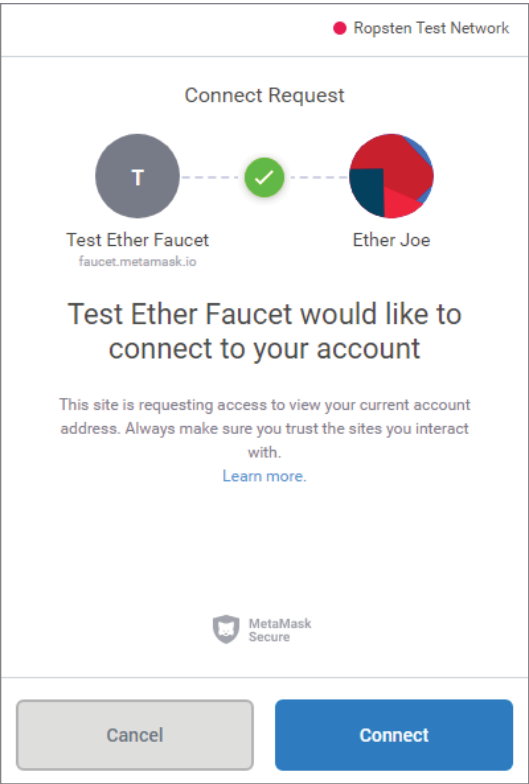 Ropsten Test Network
Connect Request
T
Test Ether Faucet
faucet.metamask.io
Ether Joe
Test Ether Faucet would like to
connect to your account
This site is requesting access to view your current account
address. Always make sure you trust the sites you interact
with.
Learn more.
MetaMask
Secure
Cancel
Connect